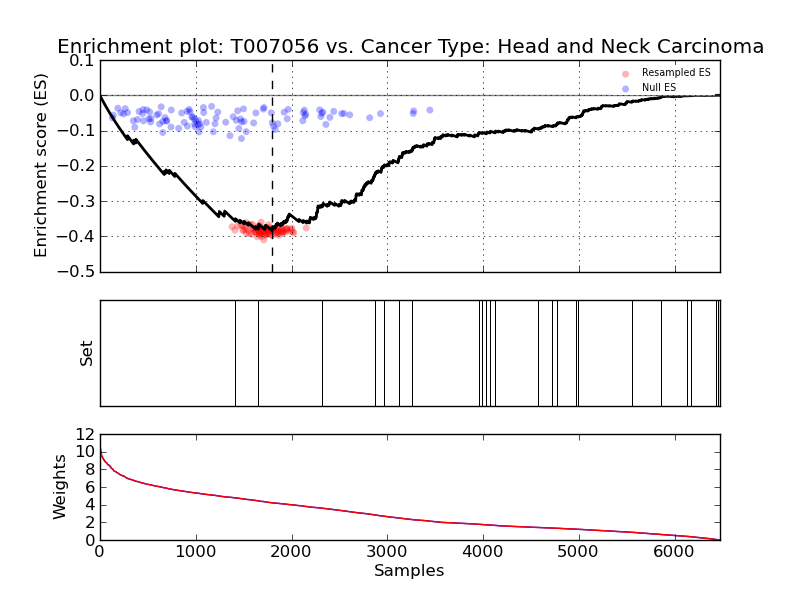 Enrichment plot: T007056 vs. Cancer Type: Head and Neck Carcinoma
0.1
0.0
−0.1
−0.2
−0.3
−0.4
−0.5
Enrichment score (ES)
Resampled ES
Null ES
Set
12
10
8
6
4
2
0
Weights
0 1000 2000 3000 4000 5000 6000
Samples